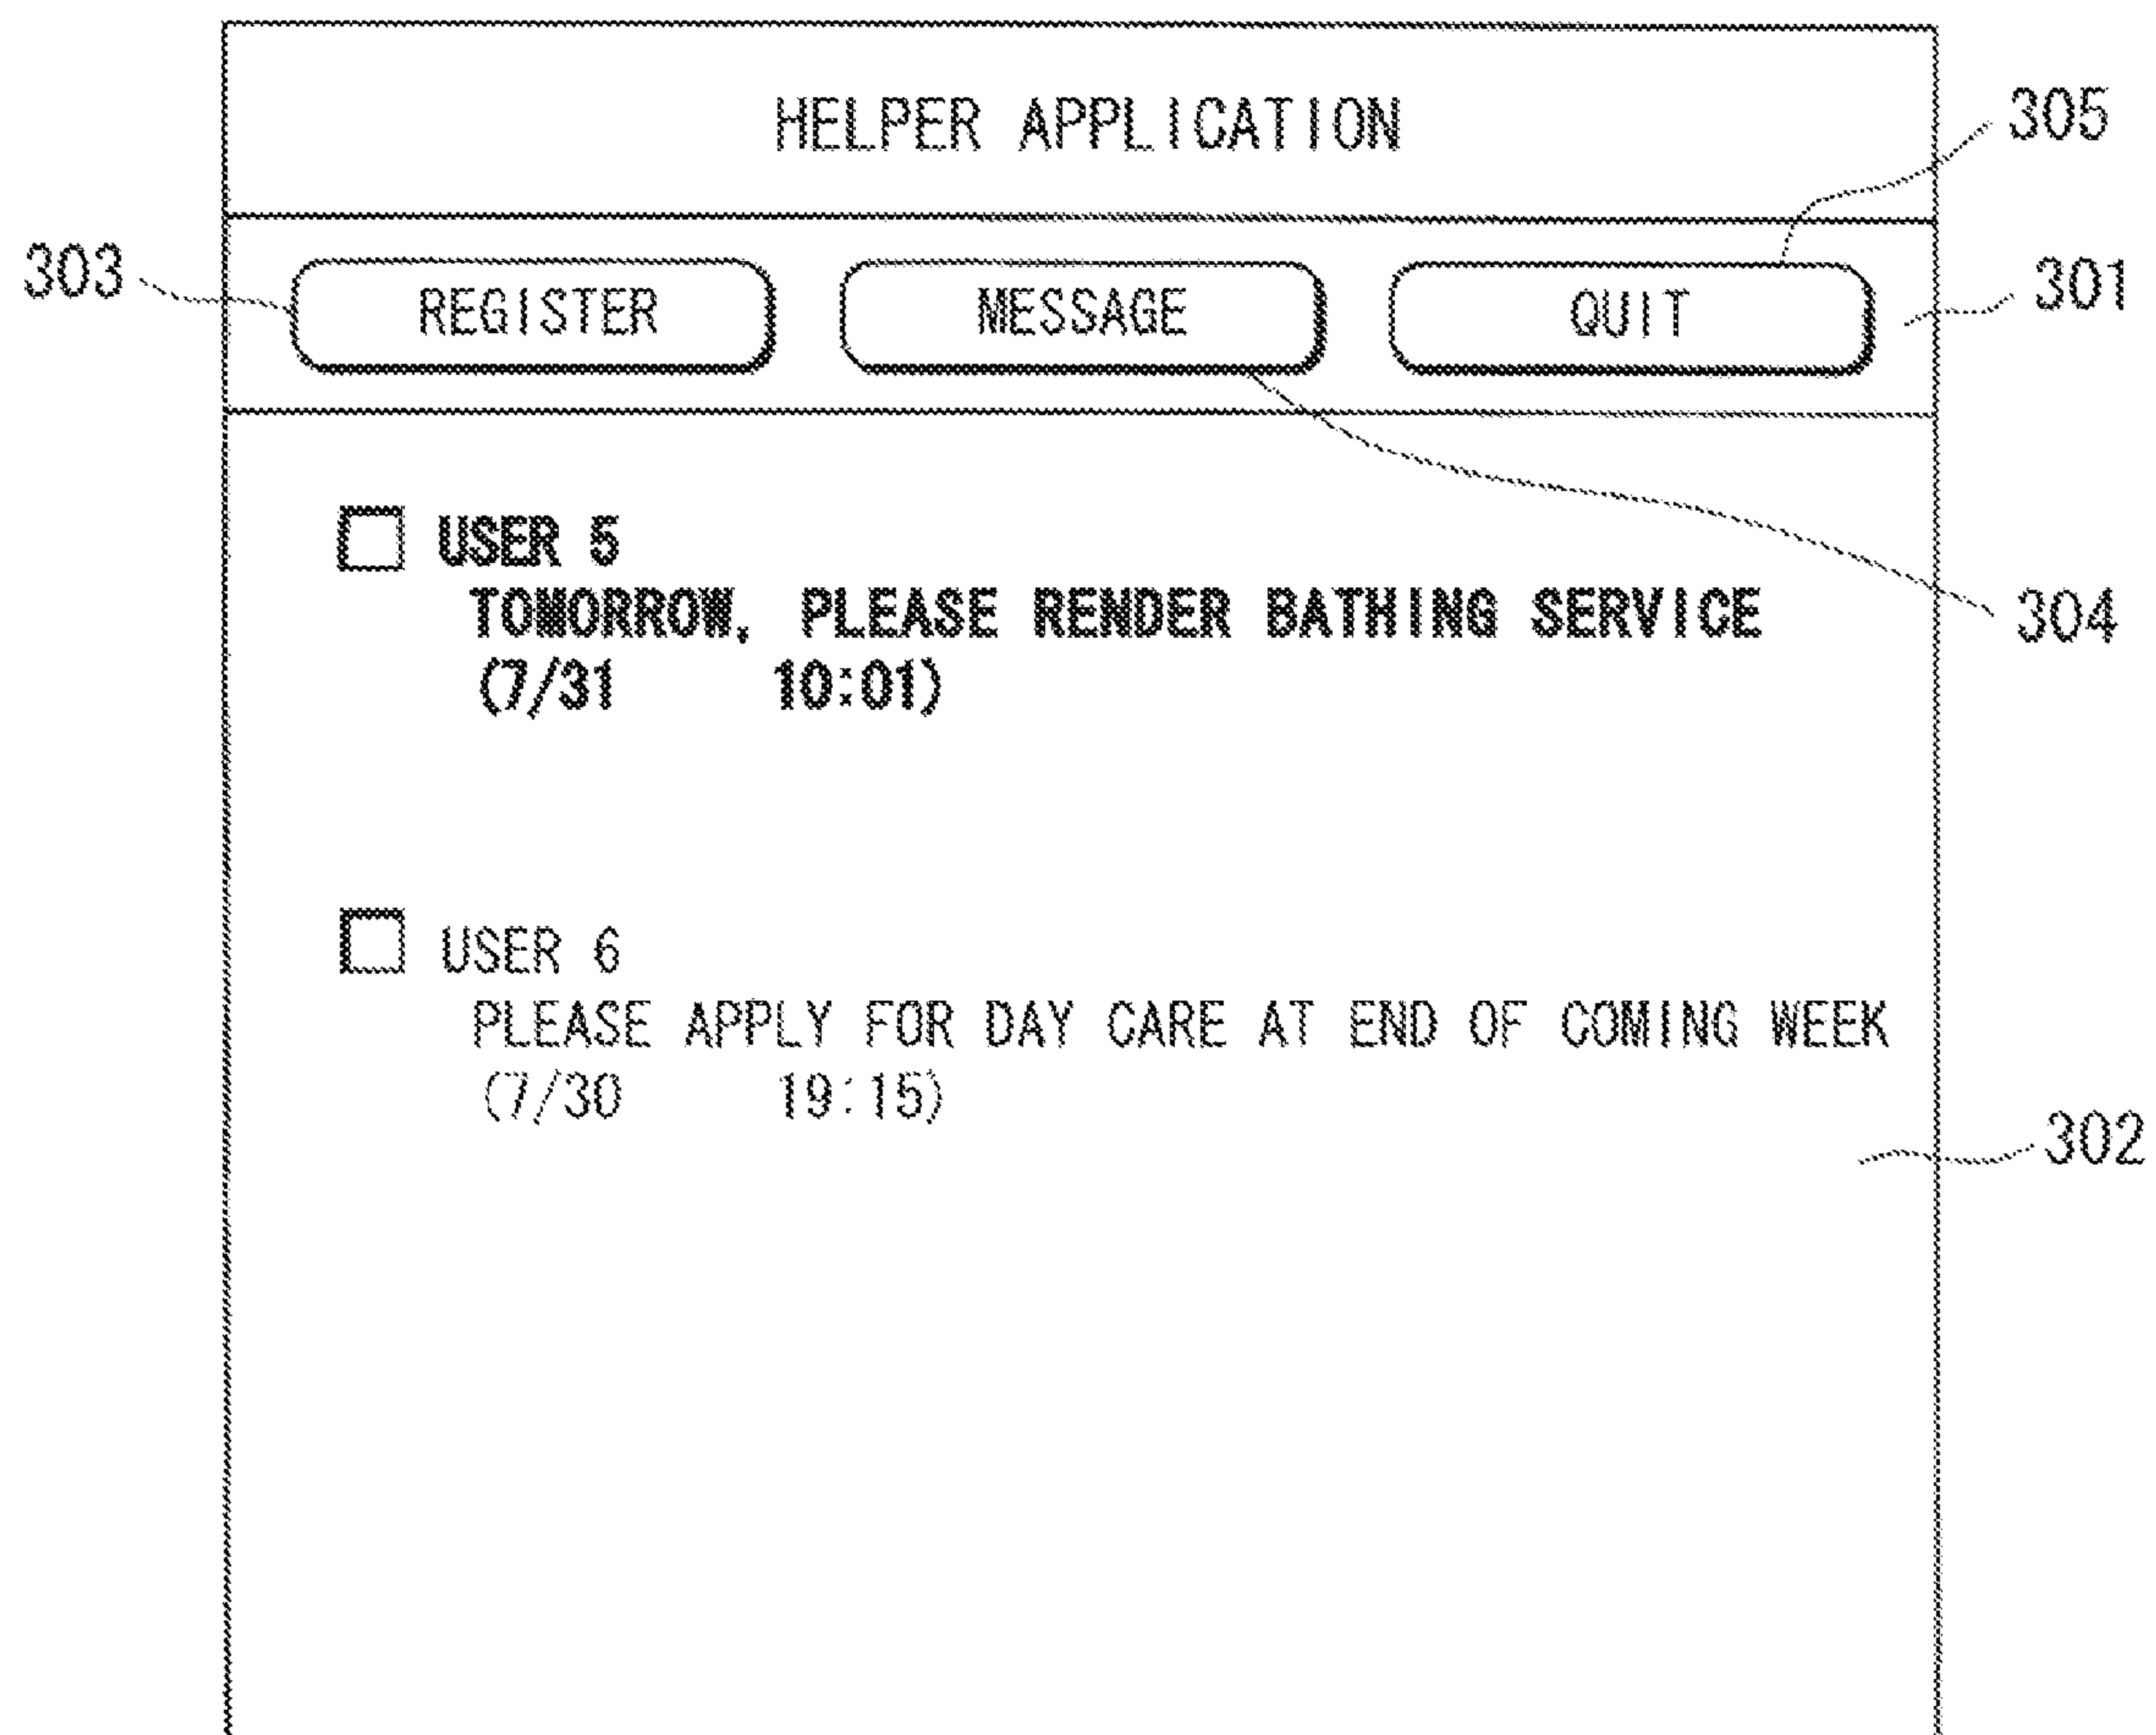 HELPER APPLICATION
305
303
REGISTER
MESSAGE
QUIT
301
USER 5
TOMORROW, PLEASE RENDER BATHING SERVICE
304
(7/31 10:01)
USER 6
PLEASE APPLY FOR DAY CARE AT END OF COMING WEEK
(7/30 19:15)
302